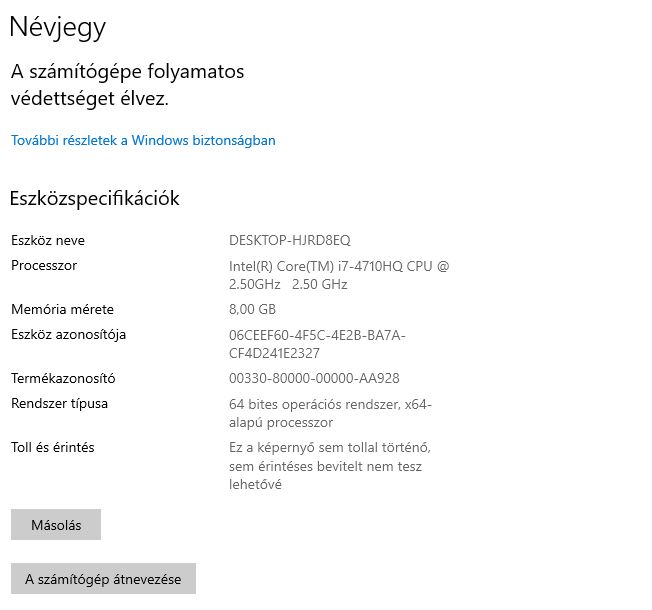 Névjegy
A számítógépe folyamatos
védettséget élvez.
További részletek a Windows biztonságban
Eszközspecifikációk
Eszköz neve DESKTOP-HJRD8EQ
Processzor Intel(R) Core(TM) i7-4710HQ CPU @
2.50GHz 2.50 GHz
Memória mérete 8,00 GB
Eszköz azonosítója 06CEEF60-4F5C-4E2B-BA7A-
CF4D241E2327
Termékazonosító 00330-80000-00000-AA928
Rendszer típusa 64 bites operációs rendszer, x64-
alapú processzor
Toll és érintés Ez a képernyő sem tollal történő,
sem érintéses bevitelt nem tesz
lehetővé
Másolás
A számítógép átnevezése